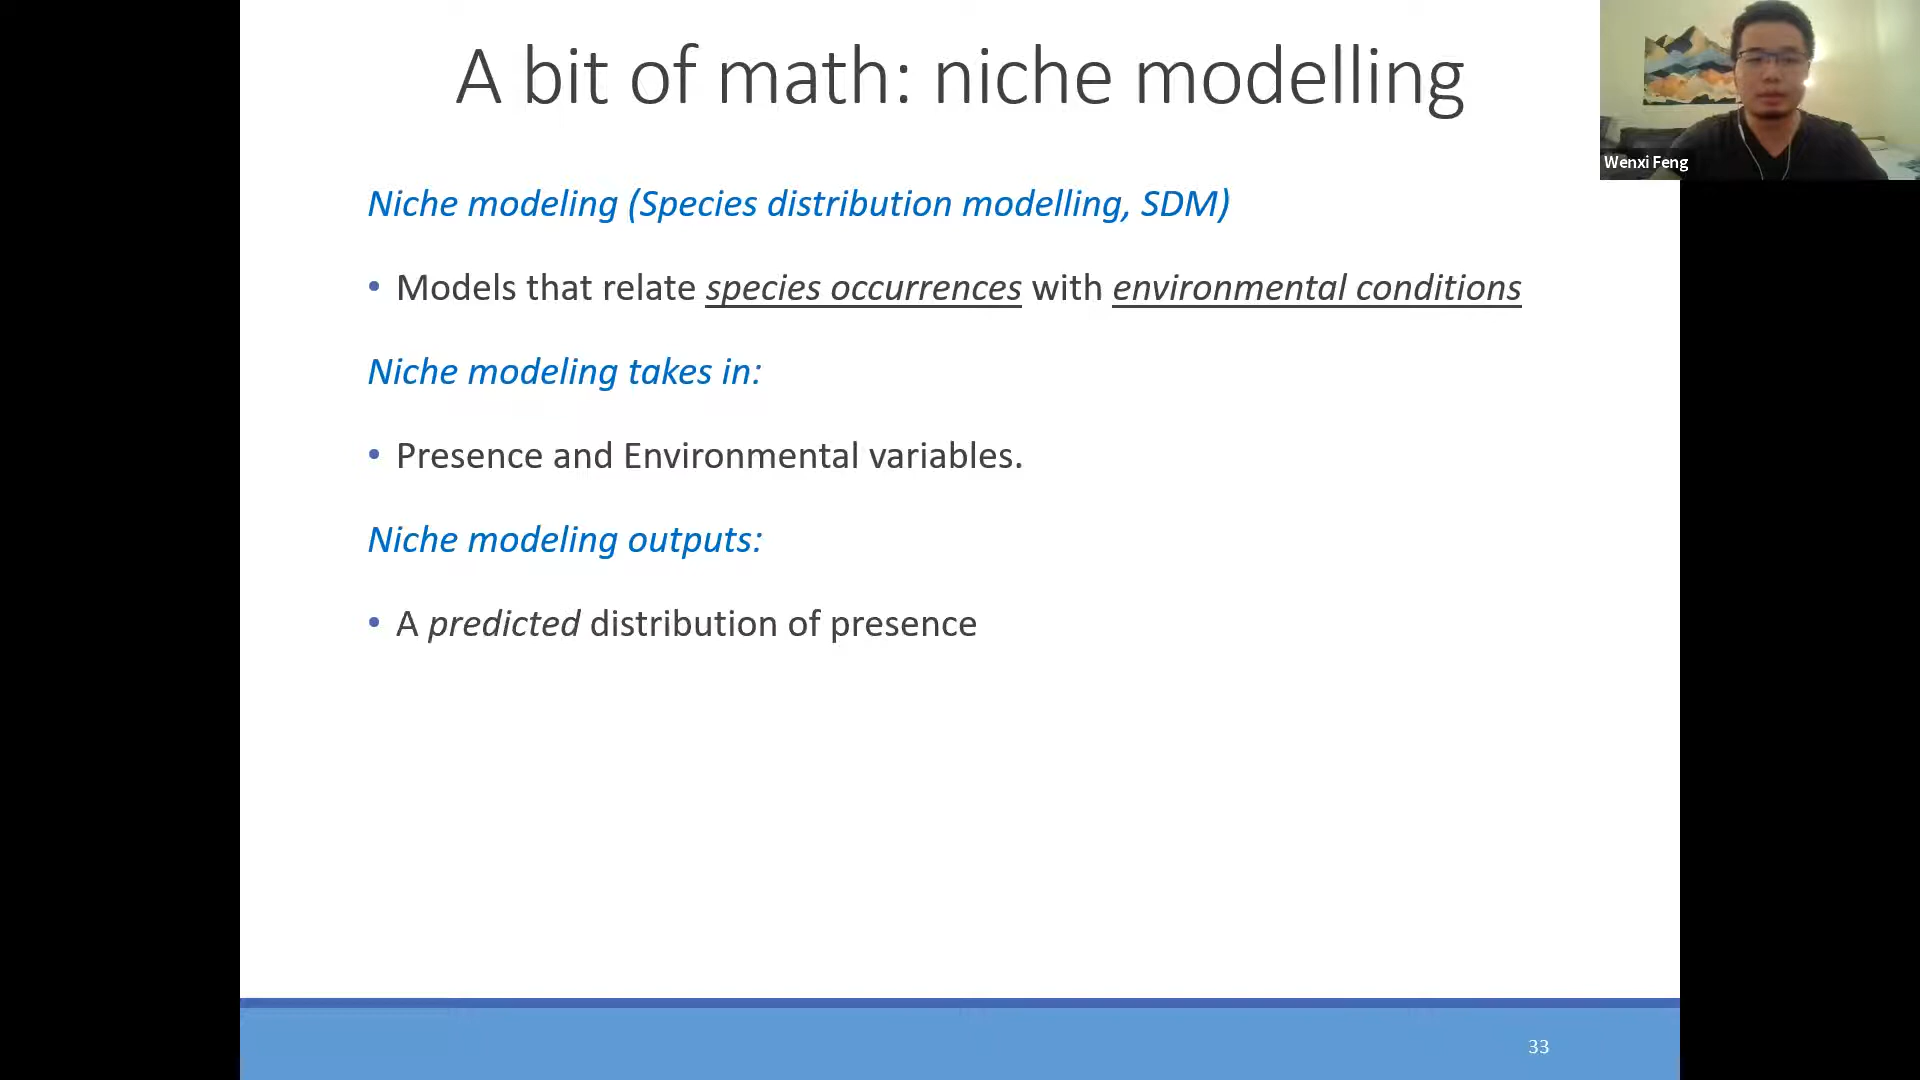 A bit of math: niche modelling
Wenxi Feng
Niche modeling (Species distribution modelling, SDM)
• Models that relate species occurrences with environmental conditions
Niche modeling takes in:
• Presence and Environmental variables.
Niche modeling outputs:
• A predicted distribution of presence
33